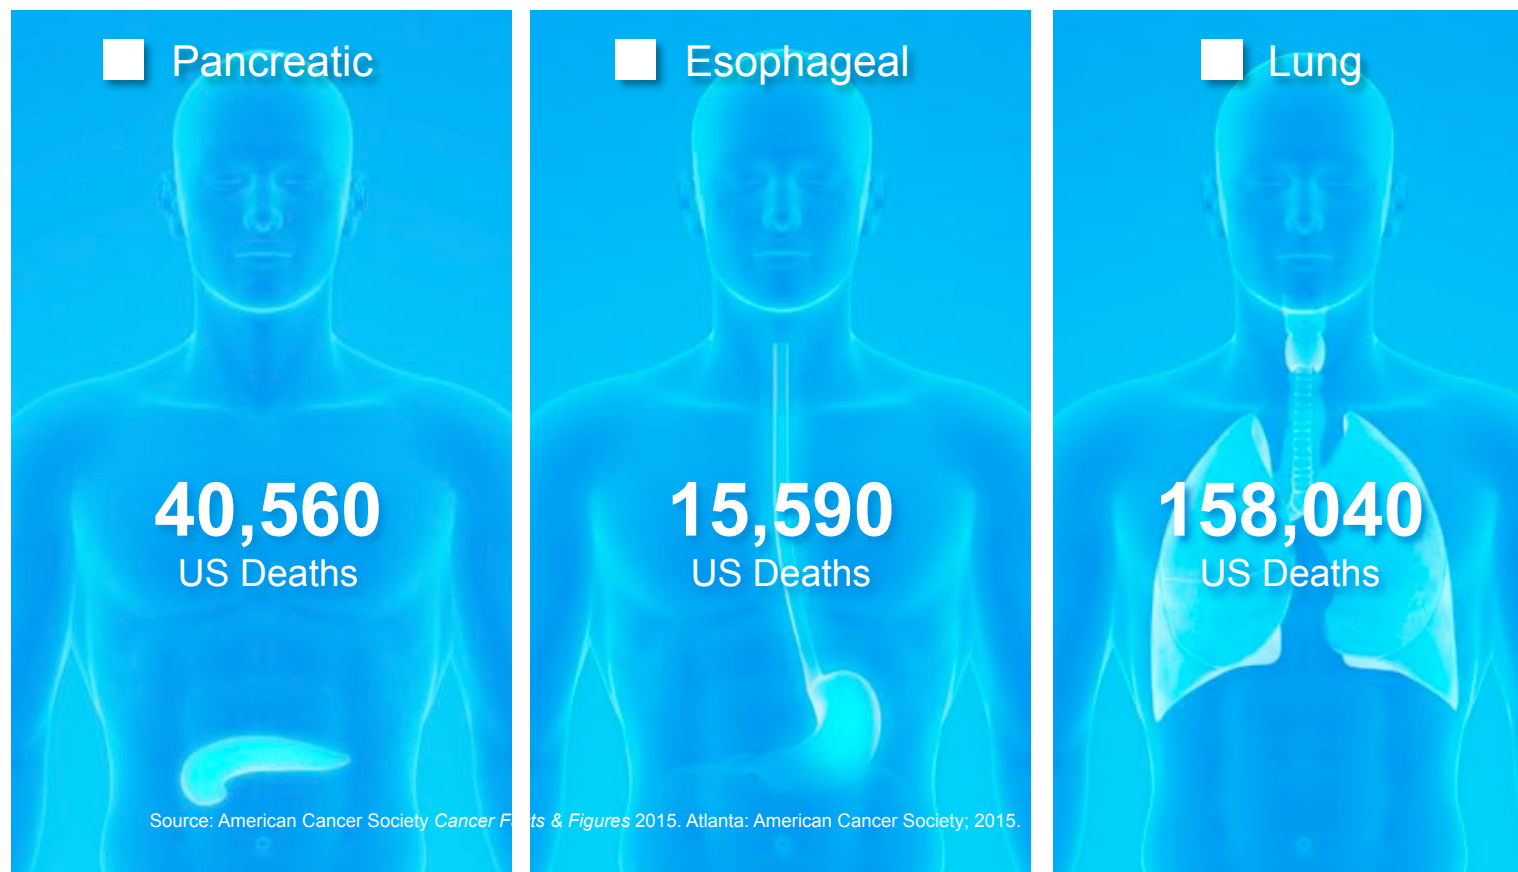 Pancreatic
40,560
US Deaths
Esophageal
15,590
US Deaths
Lung
158,040
US Deaths
Source: American Cancer Society Cancer Facts & Figures 2015. Atlanta: American Cancer Society; 2015.